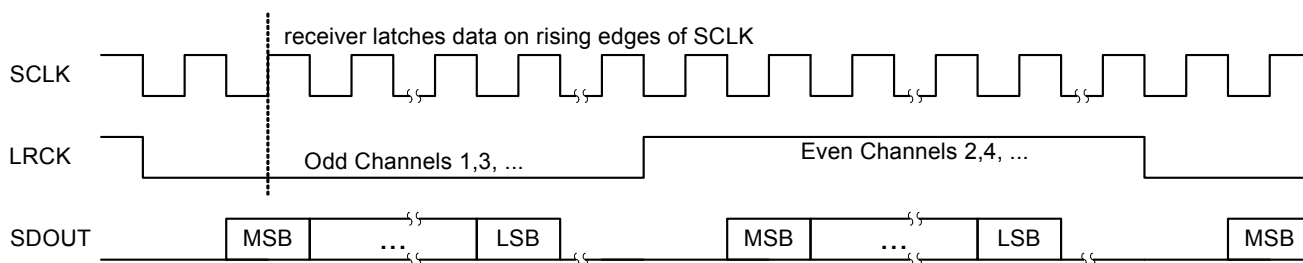 receiver latches data on rising edges of SCLK
SCLK
LRCK
Odd Channels 1,3, ...
Even Channels 2,4, ...
SDOUT
MSB
...
LSB
MSB
...
LSB
MSB